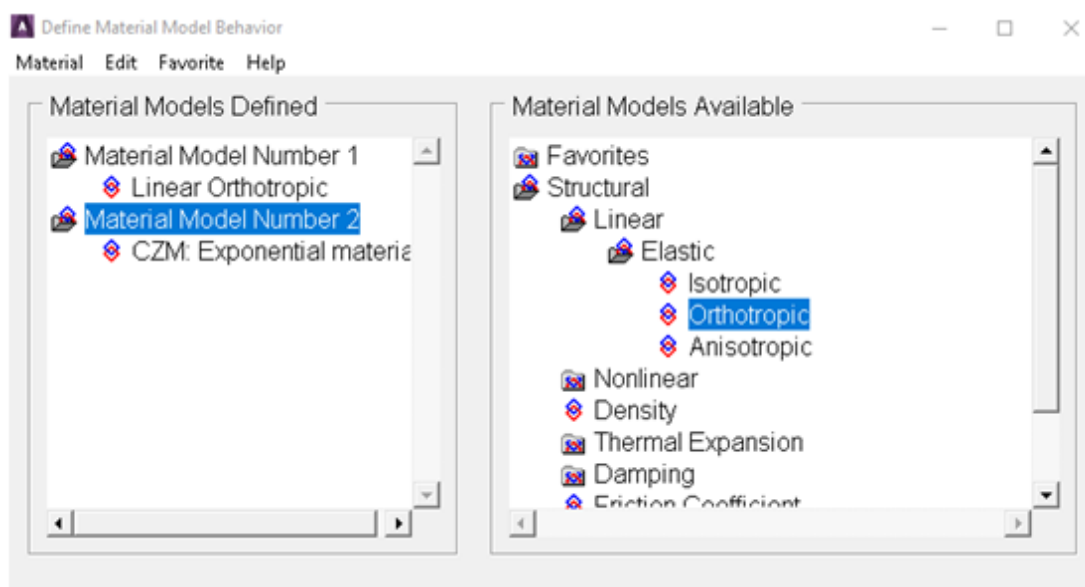 Define Material Model Behavior
Material Edit Favorite Help
Material Models Defined
Material Model Number 1
Linear Orthotropic
Material Model Number 2
CZM: Exponential materia
Material Models Available
Favorites
Structural
Linear
Elastic
Isotropic
Orthotropic
Anisotropic
Nonlinear
Density
Thermal Expansion
Damping
Friction Coefficient